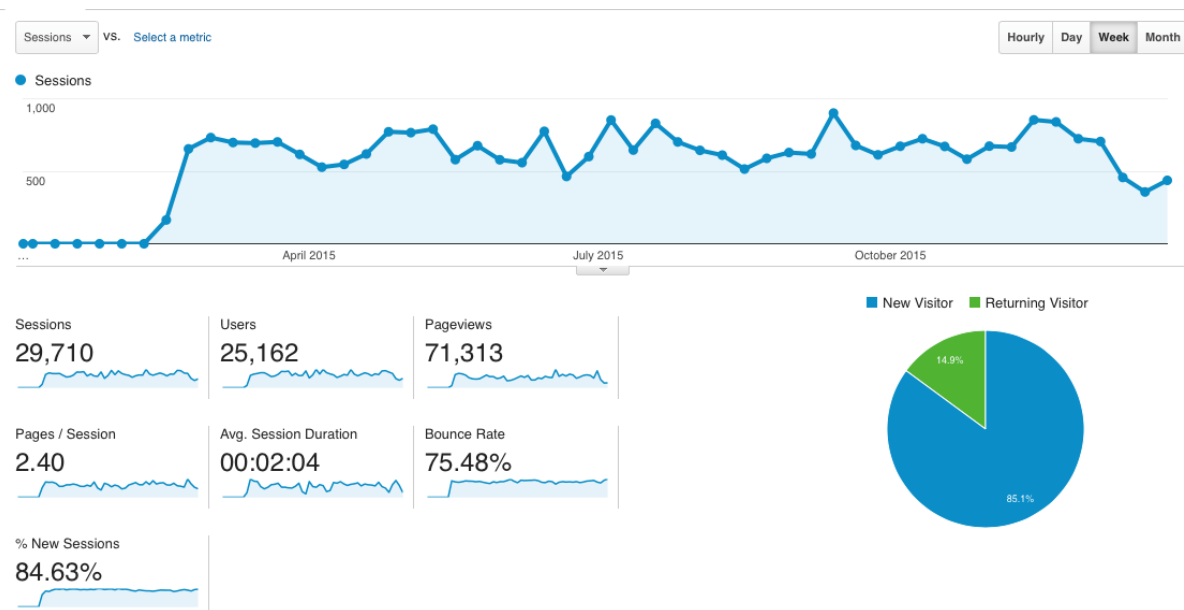 Sessions vs. Select a metric Hourly Day Week Month
Sessions
1,000
500
... April 2015 July 2015 October 2015
New Visitor Returning Visitor
Sessions Users Pageviews
29,710 25,162 71,313
14.9%
Pages / Session Avg. Session Duration Bounce Rate
2.40 00:02:04 75.48%
85.1%
% New Sessions
84.63%